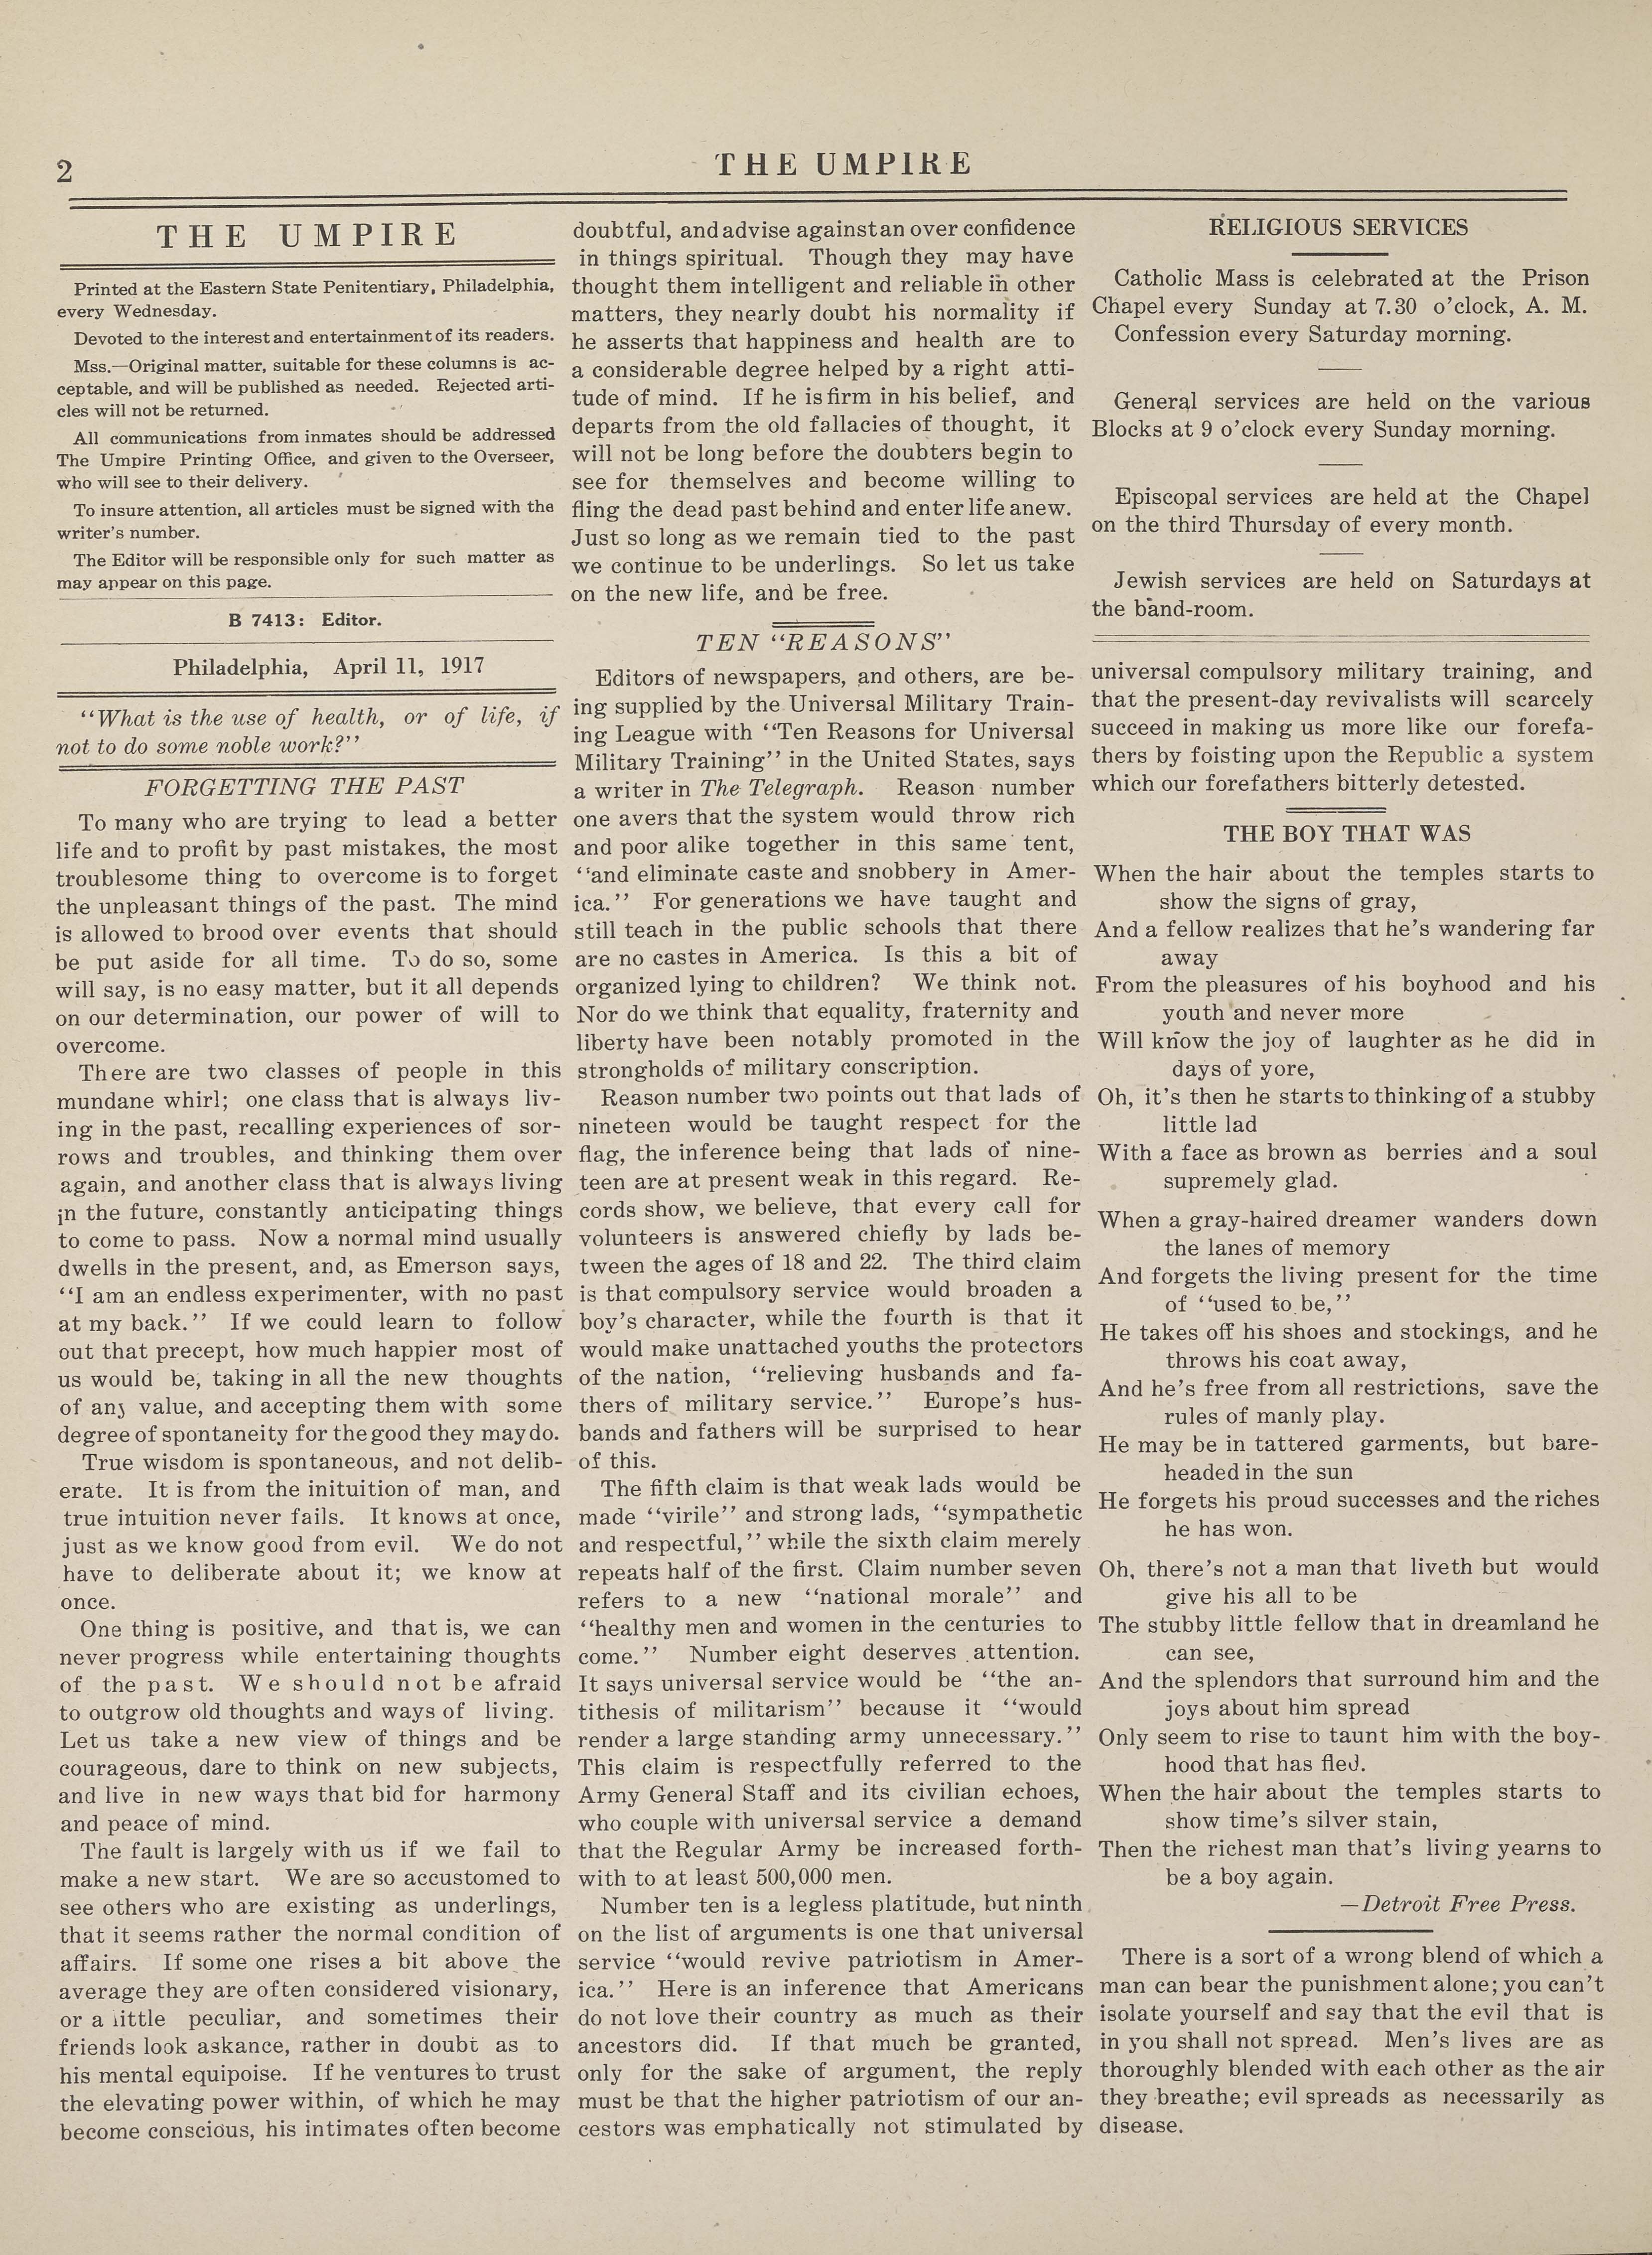 2
THE UMPIRE
THE UMPIRE
Printed at the Eastern State Penitentiary, Philadelphia,
every Wednesday.
Devoted to the interest and entertainment of its readers.
Mss.—Original matter, suitable for these columns is ac-
ceptable, and will be published as needed. Rejected arti-
cles will not be returned.
All communications from inmates should be addressed
The Umpire Printing Office, and given to the Overseer,
who will see to their delivery.
To insure attention, all articles must be signed with the
writer's number.
The Editor will be responsible only for such matter as
may appear on this page.
B 7413: Editor.
Philadelphia, April 11, 1917
"What is the use of health, or of life, if
not to do some noble work?"
FORGETTING THE PAST
To many who are trying to lead a better
life and to profit by past mistakes, the most
troublesome thing to overcome is to forget
the unpleasant things of the past. The mind
is allowed to brood over events that should
be put aside for all time. To do so, some
will say, is no easy matter, but it all depends
on our determination, our power of will to
overcome.
There are two classes of people in this
mundane whirl; one class that is always liv-
ing in the past, recalling experiences of sor-
rows and troubles, and thinking them over
again, and another class that is always living
in the future, constantly anticipating things
to come to pass. Now a normal mind usually
dwells in the present, and, as Emerson says,
"I am an endless experimenter, with no past
at my back." If we could learn to follow
out that precept, how much happier most of
us would be, taking in all the new thoughts
of any value, and accepting them with some
degree of spontaneity for the good they may do.
True wisdom is spontaneous, and not delib-
erate. It is from the inituition of man, and
true intuition never fails. It knows at once,
just as we know good from evil. We do not
have to deliberate about it; we know at
once.
One thing is positive, and that is, we can
never progress while entertaining thoughts
of the past. We should not be afraid
to outgrow old thoughts and ways of living.
Let us take a new view of things and be
courageous, dare to think on new subjects,
and live in new ways that bid for harmony
and peace of mind.
The fault is largely with us if we fail to
make a new start. We are so accustomed to
see others who are existing as underlings,
that it seems rather the normal condition of
affairs. If some one rises a bit above the
average they are often considered visionary,
or a little peculiar, and sometimes their
friends look askance, rather in doubt as to
his mental equipoise. If he ventures to trust
the elevating power within, of which he may
become conscious, his intimates often become
doubtful, and advise against an over confidence
in things spiritual. Though they may have
thought them intelligent and reliable in other
matters, they nearly doubt his normality if
he asserts that happiness and health are to
a considerable degree helped by a right atti-
tude of mind. If he is firm in his belief, and
departs from the old fallacies of thought, it
will not be long before the doubters begin to
see for themselves and become willing to
fling the dead past behind and enter life anew.
Just so long as we remain tied to the past
we continue to be underlings. So let us take
on the new life, and be free.
TEN "REASONS"
Editors of newspapers, and others, are be-
ing supplied by the Universal Military Train-
ing League with "Ten Reasons for Universal
Military Training" in the United States, says
a writer in The Telegraph. Reason number
one avers that the system would throw rich
and poor alike together in this same tent,
"and eliminate caste and snobbery in Amer-
ica." For generations we have taught and
still teach in the public schools that there
are no castes in America. Is this a bit of
organized lying to children? We think not.
Nor do we think that equality, fraternity and
liberty have been notably promoted in the
strongholds of military conscription.
Reason number two points out that lads of
nineteen would be taught respect for the
flag, the inference being that lads of nine-
teen are at present weak in this regard. Re-
cords show, we believe, that every call for
volunteers is answered chiefly by lads be-
tween the ages of 18 and 22. The third claim
is that compulsory service would broaden a
boy's character, while the fourth is that it
would make unattached youths the protectors
of the nation, "relieving husbands and fa-
thers of military service." Europe's hus-
bands and fathers will be surprised to hear
of this.
The fifth claim is that weak lads would be
made "virile" and strong lads, "sympathetic
and respectful," while the sixth claim merely
repeats half of the first. Claim number seven
refers to a new "national morale" and
"healthy men and women in the centuries to
come." Number eight deserves attention.
It says universal service would be "the an-
tithesis of militarism" because it "would
render a large standing army unnecessary."
This claim is respectfully referred to the
Army General Staff and its civilian echoes,
who couple with universal service a demand
that the Regular Army be increased forth-
with to at least 500,000 men.
Number ten is a legless platitude, but ninth
on the list of arguments is one that universal
service "would revive patriotism in Amer-
ica." Here is an inference that Americans
do not love their country as much as their
ancestors did. If that much be granted,
only for the sake of argument, the reply
must be that the higher patriotism of our an-
cestors was emphatically not stimulated by
RELIGIOUS SERVICES
Catholic Mass is celebrated at the Prison
Chapel every Sunday at 7.30 o'clock, A. M.
Confession every Saturday morning.
General services are held on the various
Blocks at 9 o'clock every Sunday morning.
Episcopal services are held at the Chapel
on the third Thursday of every month.
Jewish services are held on Saturdays at
the band-room.
universal compulsory military training, and
that the present-day revivalists will scarcely
succeed in making us more like our forefa-
thers by foisting upon the Republic a system
which our forefathers bitterly detested.
THE BOY THAT WAS
When the hair about the temples starts to
show the signs of gray,
And a fellow realizes that he's wandering far
away
From the pleasures of his boyhood and his
youth and never more
Will know the joy of laughter as he did in
days of yore,
Oh, it's then he starts to thinking of a stubby
little lad
With a face as brown as berries and a soul
supremely glad.
When a gray-haired dreamer wanders down
the lanes of memory
And forgets the living present for the time
of "used to be,"
He takes off his shoes and stockings, and he
throws his coat away,
And he's free from all restrictions, save the
rules of manly play.
He may be in tattered garments, but bare-
headed in the sun
He forgets his proud successes and the riches
he has won.
Oh, there's not a man that liveth but would
give his all to be
The stubby little fellow that in dreamland he
can see,
And the splendors that surround him and the
joys about him spread
Only seem to rise to taunt him with the boy-
hood that has fled.
When the hair about the temples starts to
show time's silver stain,
Then the richest man that's living yearns to
be a boy again.
—Detroit Free Press.
There is a sort of a wrong blend of which a
man can bear the punishment alone; you can't
isolate yourself and say that the evil that is
in you shall not spread. Men's lives are as
thoroughly blended with each other as the air
they breathe; evil spreads as necessarily as
disease.